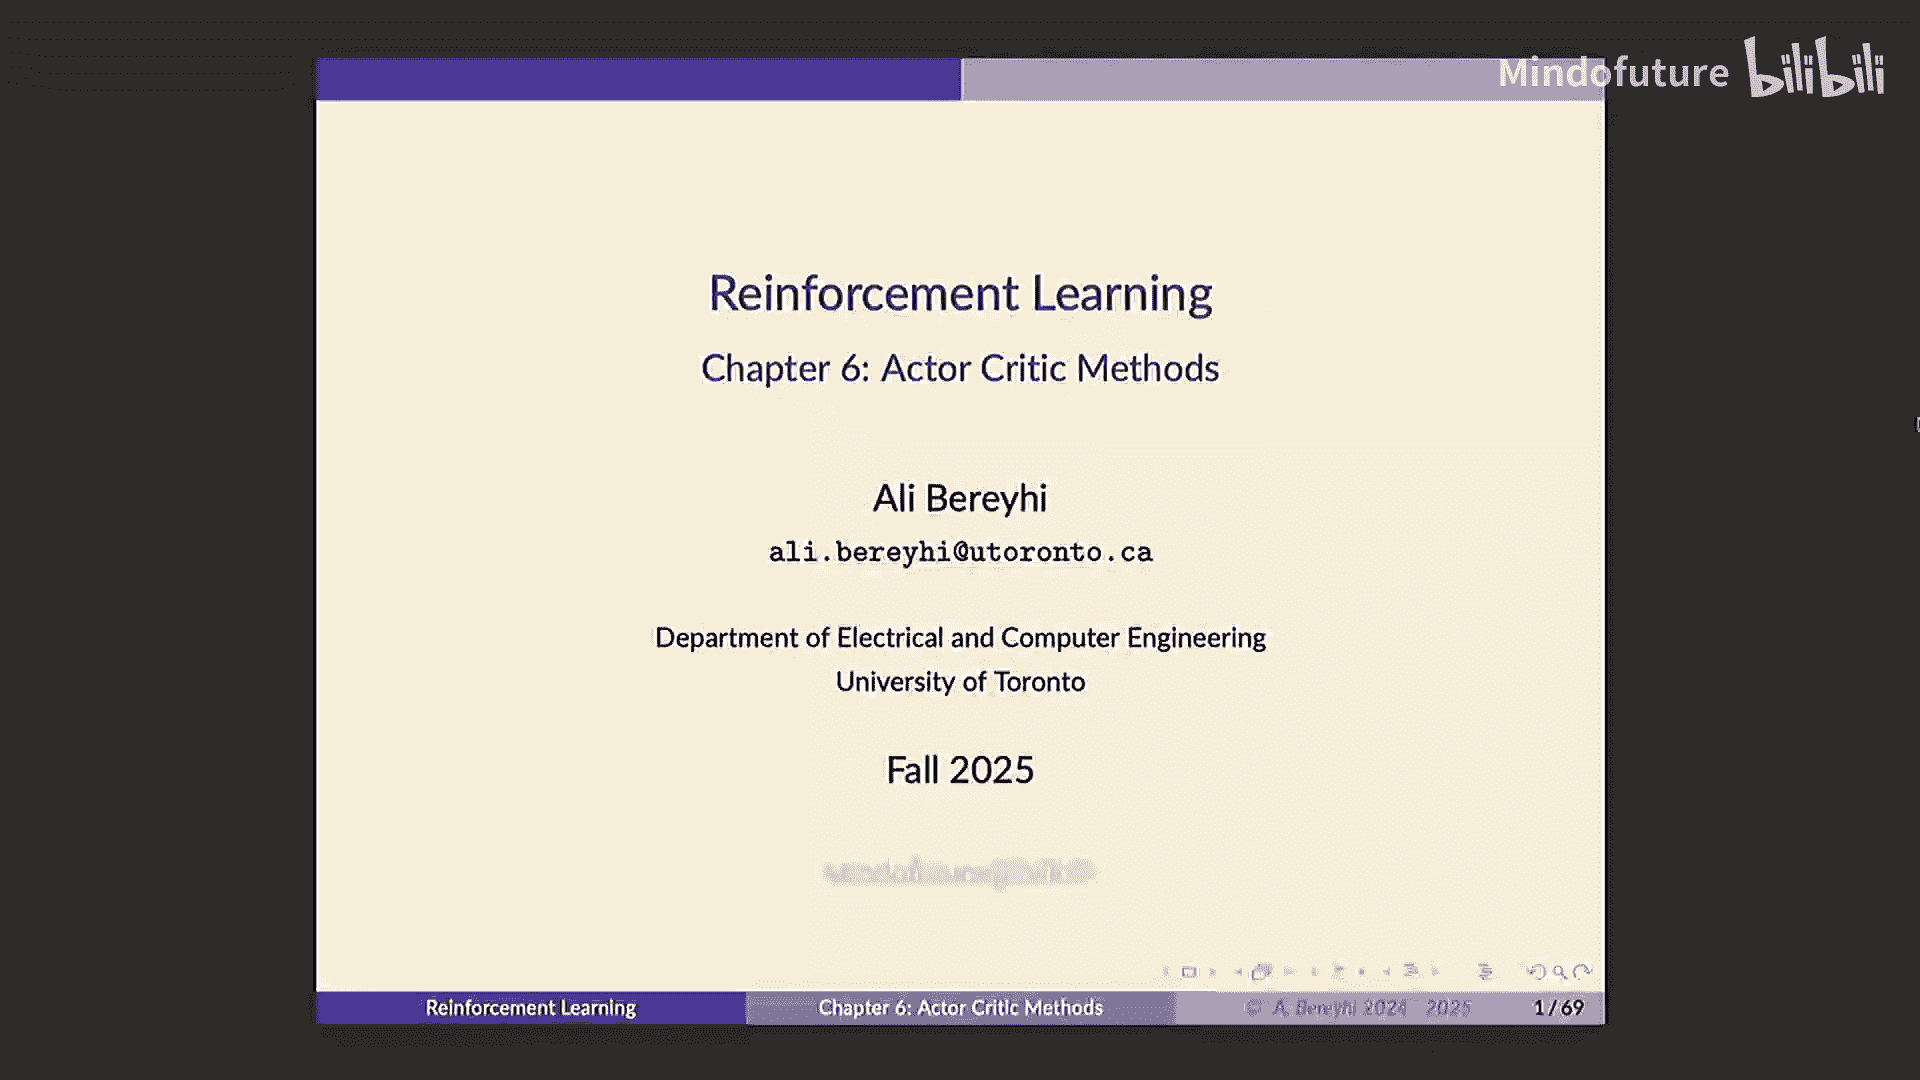 Mindofuture bilibili
Reinforcement Learning
Chapter 6: Actor Critic Methods
Ali Bereyhi
ali.bereyhi@utoronto.ca
Department of Electrical and Computer Engineering
University of Toronto
Fall 2025
Reinforcement Learning
Chapter 6: Actor Critic Methods
© A. Bereyhi 2024 2025
1 / 69